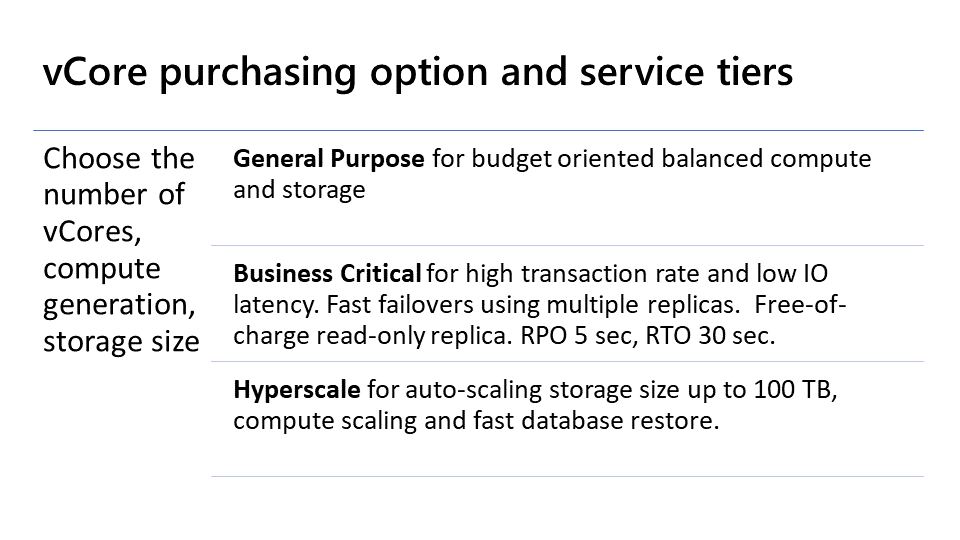 vCore purchasing option and service tiers
Choose the
number of
vCores,
compute
generation,
storage size
General Purpose for budget oriented balanced compute
and storage
Business Critical for high transaction rate and low IO
latency. Fast failovers using multiple replicas.  Free-of-
charge read-only replica. RPO 5 sec, RTO 30 sec.
Hyperscale for auto-scaling storage size up to 100 TB,
compute scaling and fast database restore.